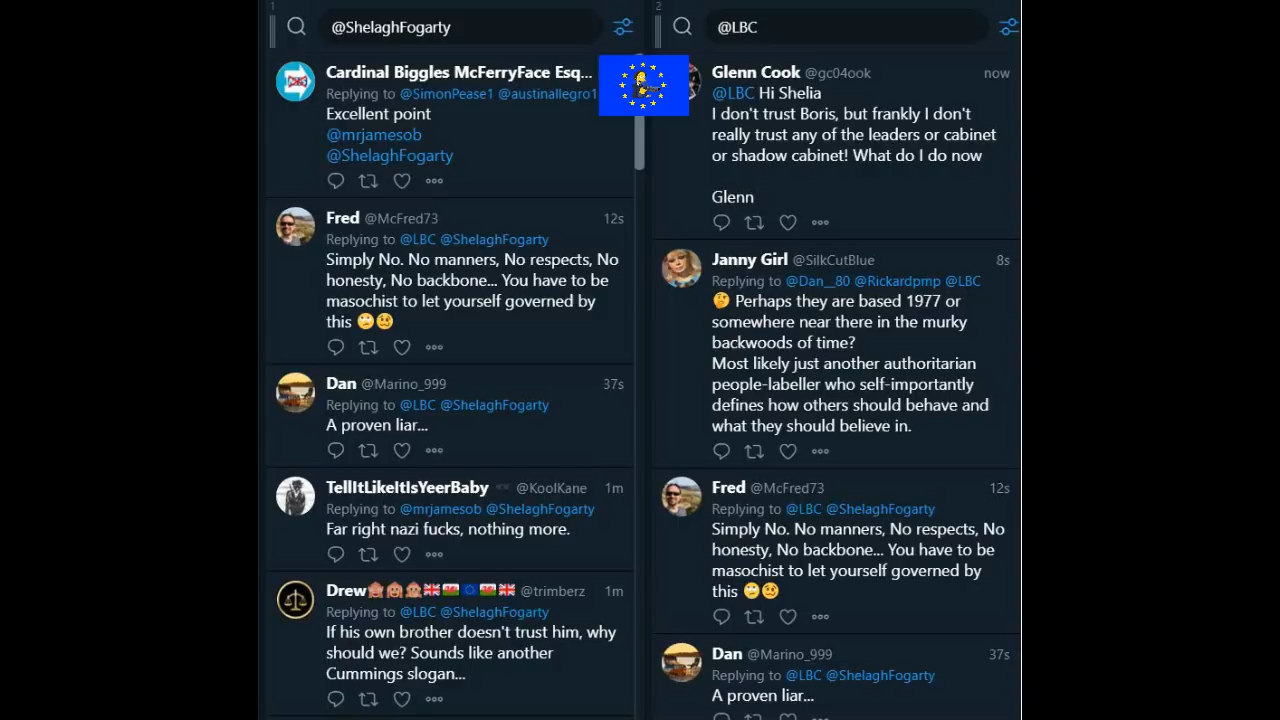 1
@ShelaghFogarty
Cardinal Biggles McFerryFace Esq...
Replying to @SimonPease1 @austinallegro1
Excellent point
@mrjamesob
@ShelaghFogarty
Fred @McFred73 12s
Replying to @LBC @ShelaghFogarty
Simply No. No manners, No respects, No
honesty, No backbone... You have to be
masochist to let yourself governed by
this 🙄🥴
Dan @Marino_999 37s
Replying to @LBC @ShelaghFogarty
A proven liar...
TellItLikeItIsYeerBaby @KoolKane 1m
Replying to @mrjamesob @ShelaghFogarty
Far right nazi fucks, nothing more.
Drew🙈🙉🙊🇬🇧🏴󠁧󠁢󠁷󠁬󠁳󠁿🇪🇺🏴󠁧󠁢󠁷󠁬󠁳󠁿🇬🇧 @trimberz 1m
Replying to @LBC @ShelaghFogarty
If his own brother doesn't trust him, why
should we? Sounds like another
Cummings slogan...
2
@LBC
Glenn Cook @gc04ook now
@LBC Hi Shelia
I don't trust Boris, but frankly I don't
really trust any of the leaders or cabinet
or shadow cabinet! What do I do now
Glenn
Janny Girl @SilkCutBlue 8s
Replying to @Dan__80 @Rickardpmp @LBC
🤔 Perhaps they are based 1977 or
somewhere near there in the murky
backwoods of time?
Most likely just another authoritarian
people-labeller who self-importantly
defines how others should behave and
what they should believe in.
Fred @McFred73 12s
Replying to @LBC @ShelaghFogarty
Simply No. No manners, No respects, No
honesty, No backbone... You have to be
masochist to let yourself governed by
this 🙄🥴
Dan @Marino_999 37s
Replying to @LBC @ShelaghFogarty
A proven liar...